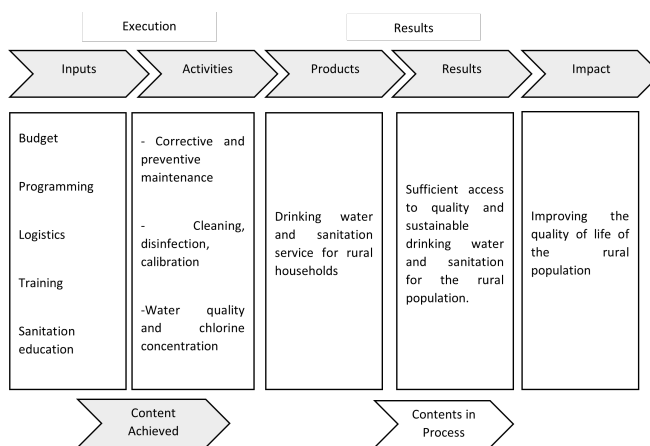 Execution
Results
Inputs
Activities
Products
Results
Impact
Budget
Programming
Logistics
Training
Sanitation
education
- Corrective and
preventive
maintenance
- Cleaning,
disinfection,
calibration
-Water quality
and chlorine
concentration
Drinking water
and sanitation
service for rural
households
Sufficient access
to quality and
sustainable
drinking water
and sanitation
for the rural
population.
Improving the
quality of life of
the rural
population
Content
Achieved
Contents in
Process